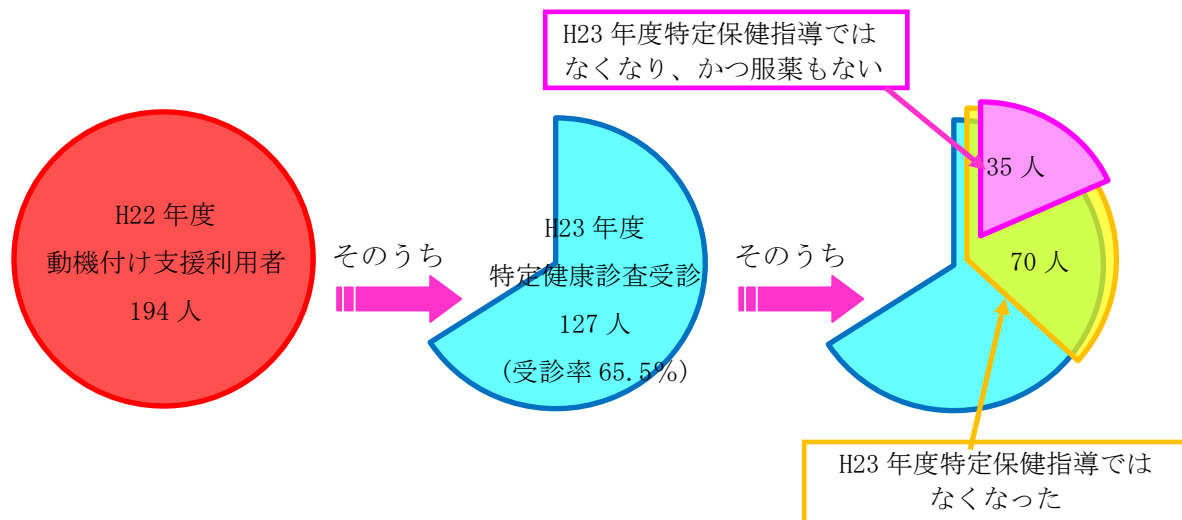 H23 年度特定保健指導では
なくなり、かつ服薬もない
H22 年度
動機付け支援利用者
194 人
そのうち
H23 年度
特定健康診査受診
127 人
(受診率 65.5%)
そのうち
35 人
70 人
H23 年度特定保健指導では
なくなった